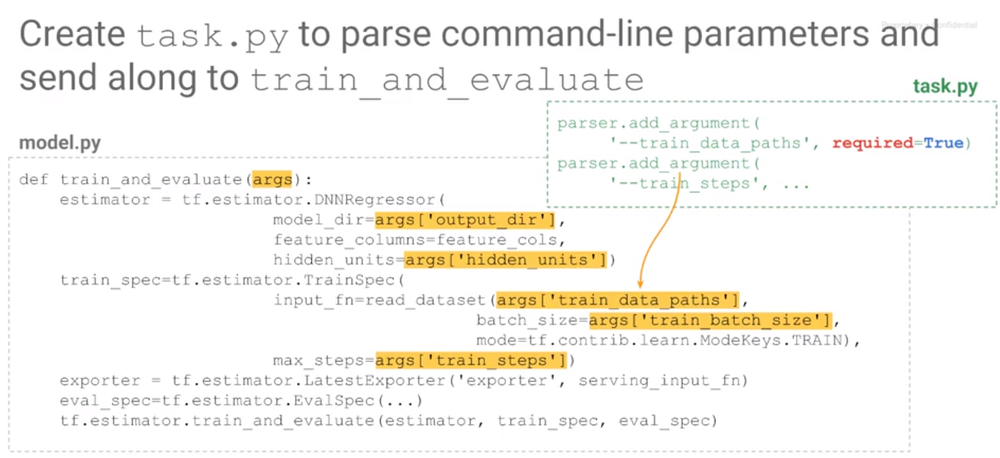 Proprietary + Confidential
Create task.py to parse command-line parameters and
send along to train_and_evaluate
task.py
parser.add_argument(
'--train_data_paths', required=True)
parser.add_argument(
'--train_steps', ...
model.py
def train_and_evaluate(args):
estimator = tf.estimator.DNNRegressor(
model_dir=args['output_dir'],
feature_columns=feature_cols,
hidden_units=args['hidden_units'])
train_spec=tf.estimator.TrainSpec(
input_fn=read_dataset(args['train_data_paths'],
batch_size=args['train_batch_size'],
mode=tf.contrib.learn.ModeKeys.TRAIN),
max_steps=args['train_steps'])
exporter = tf.estimator.LatestExporter('exporter', serving_input_fn)
eval_spec=tf.estimator.EvalSpec(...)
tf.estimator.train_and_evaluate(estimator, train_spec, eval_spec)